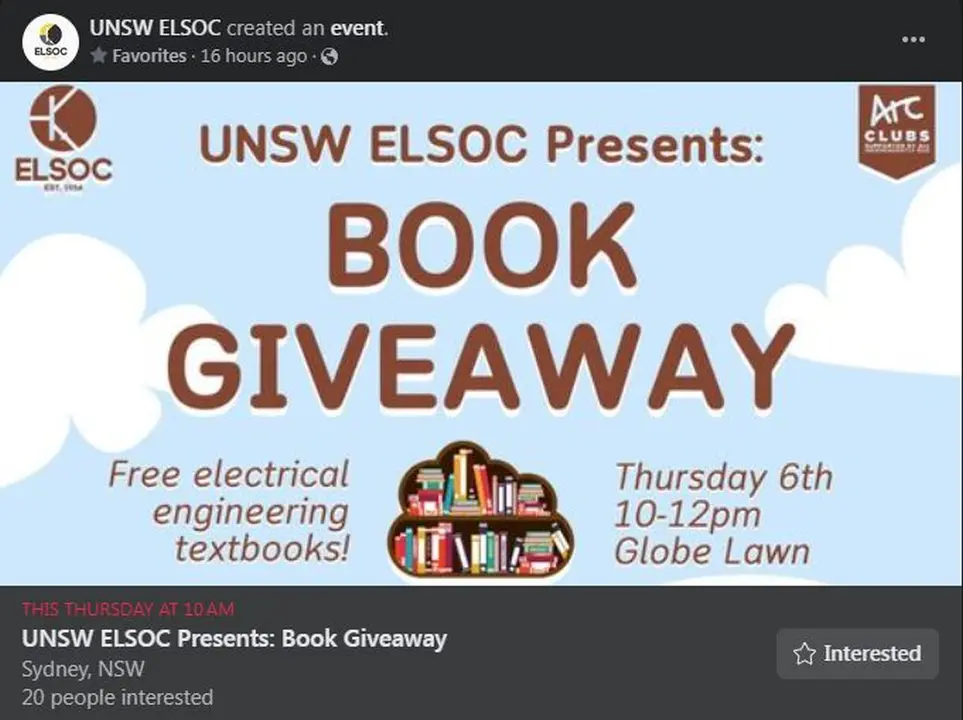 UNSW ELSOC created an event.
Favorites · 16 hours ago ·
•••
ELSOC
ELSOC
EST. 1954
UNSW ELSOC Presents:
Arc
CLUBS
BOOK
GIVEAWAY
Free electrical
engineering
textbooks!
Thursday 6th
10-12pm
Globe Lawn
THIS THURSDAY AT 10 AM
UNSW ELSOC Presents: Book Giveaway
Sydney, NSW
20 people interested
Interested